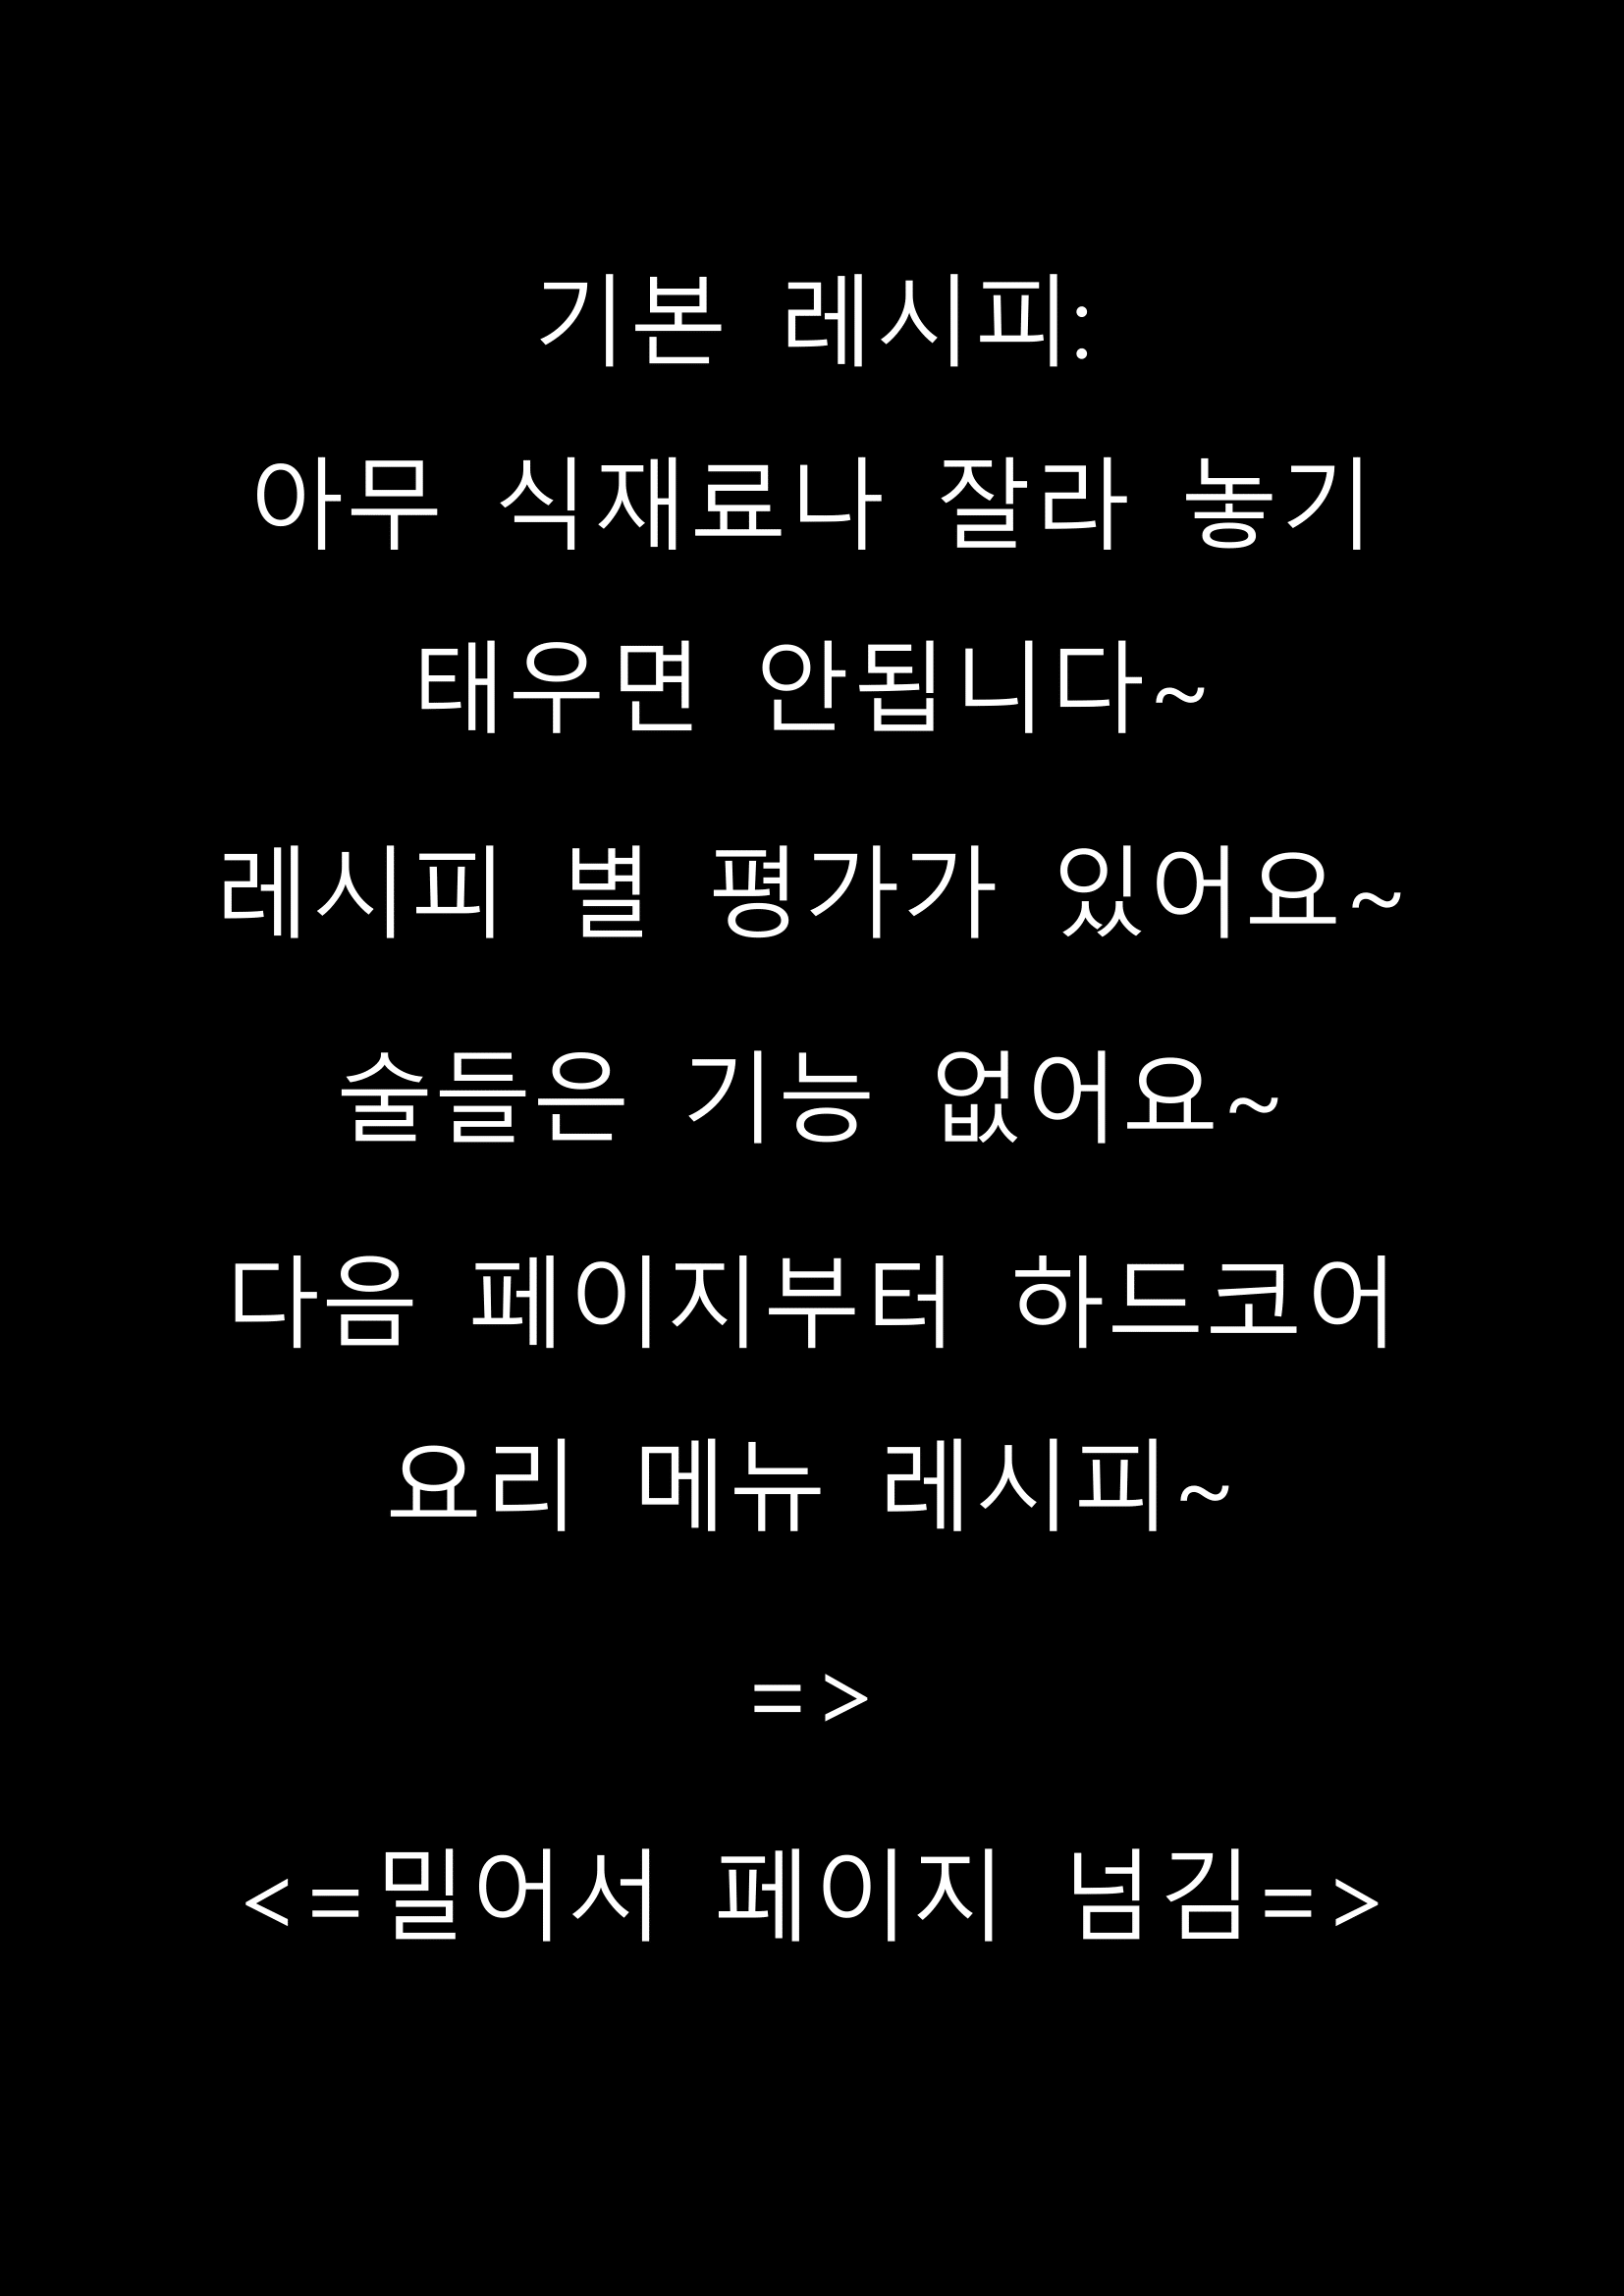 기본 레시피:
아무 식재료나 잘라 놓기
태우면 안됩니다~
레시피 별 평가가 있어요~
술들은 기능 없어요~
다음 페이지부터 하드코어
요리 메뉴 레시피~
=>
<=밀어서 페이지 넘김=>